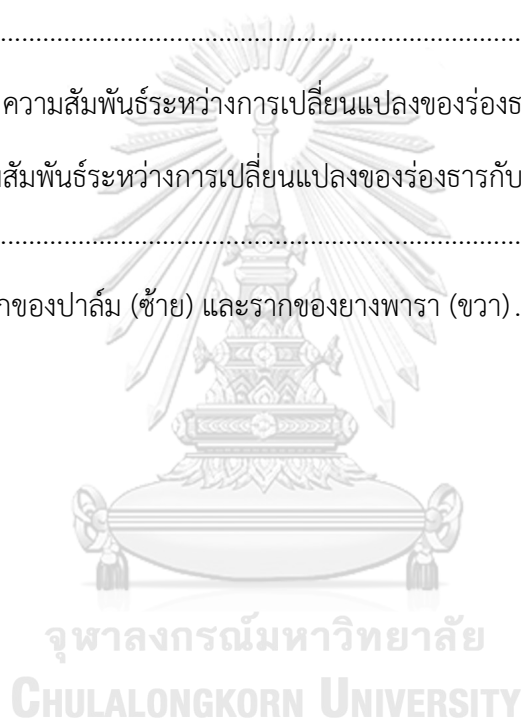 ........................................................................................
ความสัมพันธ์ระหว่างการเปลี่ยนแปลงของร่องธ
สัมพันธ์ระหว่างการเปลี่ยนแปลงของร่องธารกับ
........................................................................................
ของปาล์ม (ซ้าย) และรากของยางพารา (ขวา) .
จุฬาลงกรณ์มหาวิทยาลัย
CHULALONGKORN UNIVERSITY